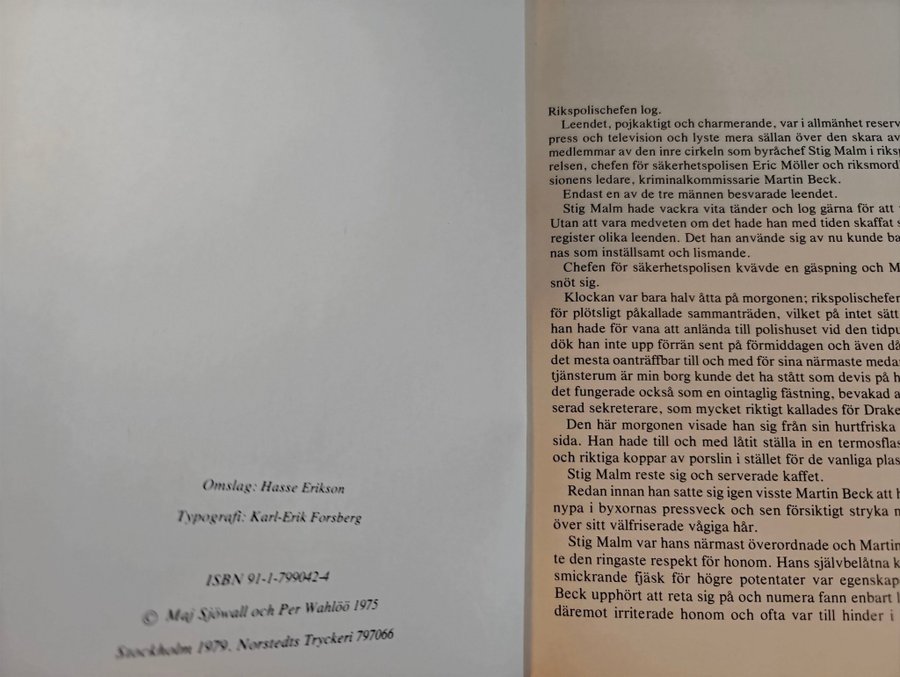 Omslag: Hasse Erikson
Typografi: Karl-Erik Forsberg
ISBN 91-1-799042-4
© Maj Sjöwall och Per Wahlöö 1975
Stockholm 1979. Norstedts Tryckeri 797066
Rikspolischefen log.
Leendet, pojkaktigt och charmerande, var i allmänhet reserv
press och television och lyste mera sällan över den skara av
medlemmar av den inre cirkeln som byråchef Stig Malm i riksp
relsen, chefen för säkerhetspolisen Eric Möller och riksmord
sionens ledare, kriminalkommissarie Martin Beck.
Endast en av de tre männen besvarade leendet.
Stig Malm hade vackra vita tänder och log gärna för att
Utan att vara medveten om det hade han med tiden skaffat s
register olika leenden. Det han använde sig av nu kunde ba
nas som inställsamt och lismande.
Chefen för säkerhetspolisen kvävde en gäspning och M
snöt sig.
Klockan var bara halv åtta på morgonen; rikspolischefen
för plötsligt påkallade sammanträden, vilket på intet sätt
han hade för vana att anlända till polishuset vid den tidpu
dök han inte upp förrän sent på förmiddagen och även då
det mesta oanträffbar till och med för sina närmaste meda
tjänsterum är min borg kunde det ha stått som devis på h
det fungerade också som en ointaglig fästning, bevakad a
serad sekreterare, som mycket riktigt kallades för Drake
Den här morgonen visade han sig från sin hurtfriska
sida. Han hade till och med låtit ställa in en termosflas
och riktiga koppar av porslin i stället för de vanliga plas
Stig Malm reste sig och serverade kaffet.
Redan innan han satte sig igen visste Martin Beck att h
nypa i byxornas pressveck och sen försiktigt stryka
över sitt välfriserade vågiga hår.
Stig Malm var hans närmast överordnade och Martin
te den ringaste respekt för honom. Hans självbelåtna k
smickrande fjäsk för högre potentater var egenskap
Beck upphört att reta sig på och numera fann enbart l
däremot irriterade honom och ofta var till hinder i